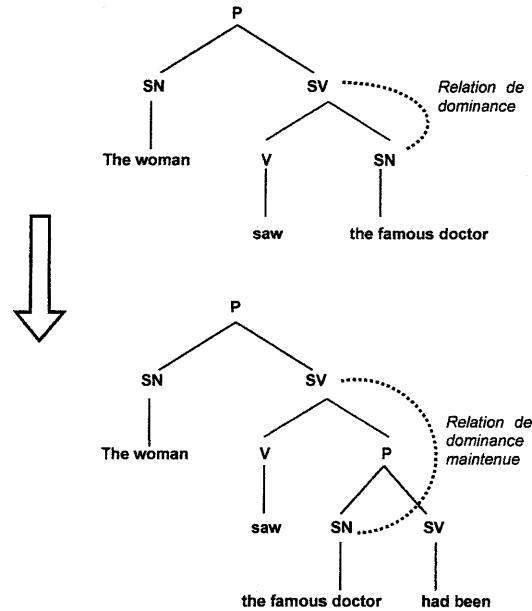 P
SN SV
Relation de
dominance
The woman V SN
saw the famous doctor
P
SN SV
Relation de
dominance
maintenue
The woman V P
saw SN SV
the famous doctor had been